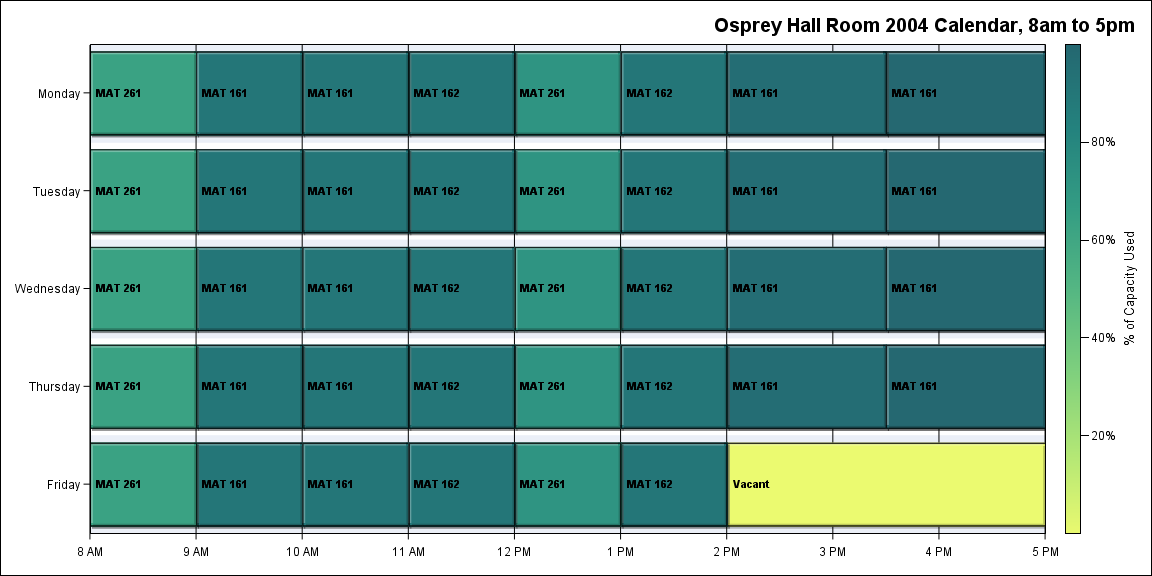 Osprey Hall Room 2004 Calendar, 8am to 5pm
Monday
MAT 261
MAT 161
MAT 161
MAT 162
MAT 261
MAT 162
MAT 161
MAT 161
Tuesday
MAT 261
MAT 161
MAT 161
MAT 162
MAT 261
MAT 162
MAT 161
MAT 161
Wednesday
MAT 261
MAT 161
MAT 161
MAT 162
MAT 261
MAT 162
MAT 161
MAT 161
Thursday
MAT 261
MAT 161
MAT 161
MAT 162
MAT 261
MAT 162
MAT 161
MAT 161
Friday
MAT 261
MAT 161
MAT 161
MAT 162
MAT 261
MAT 162
Vacant
8 AM
9 AM
10 AM
11 AM
12 PM
1 PM
2 PM
3 PM
4 PM
5 PM
80%
60%
40%
20%
% of Capacity Used